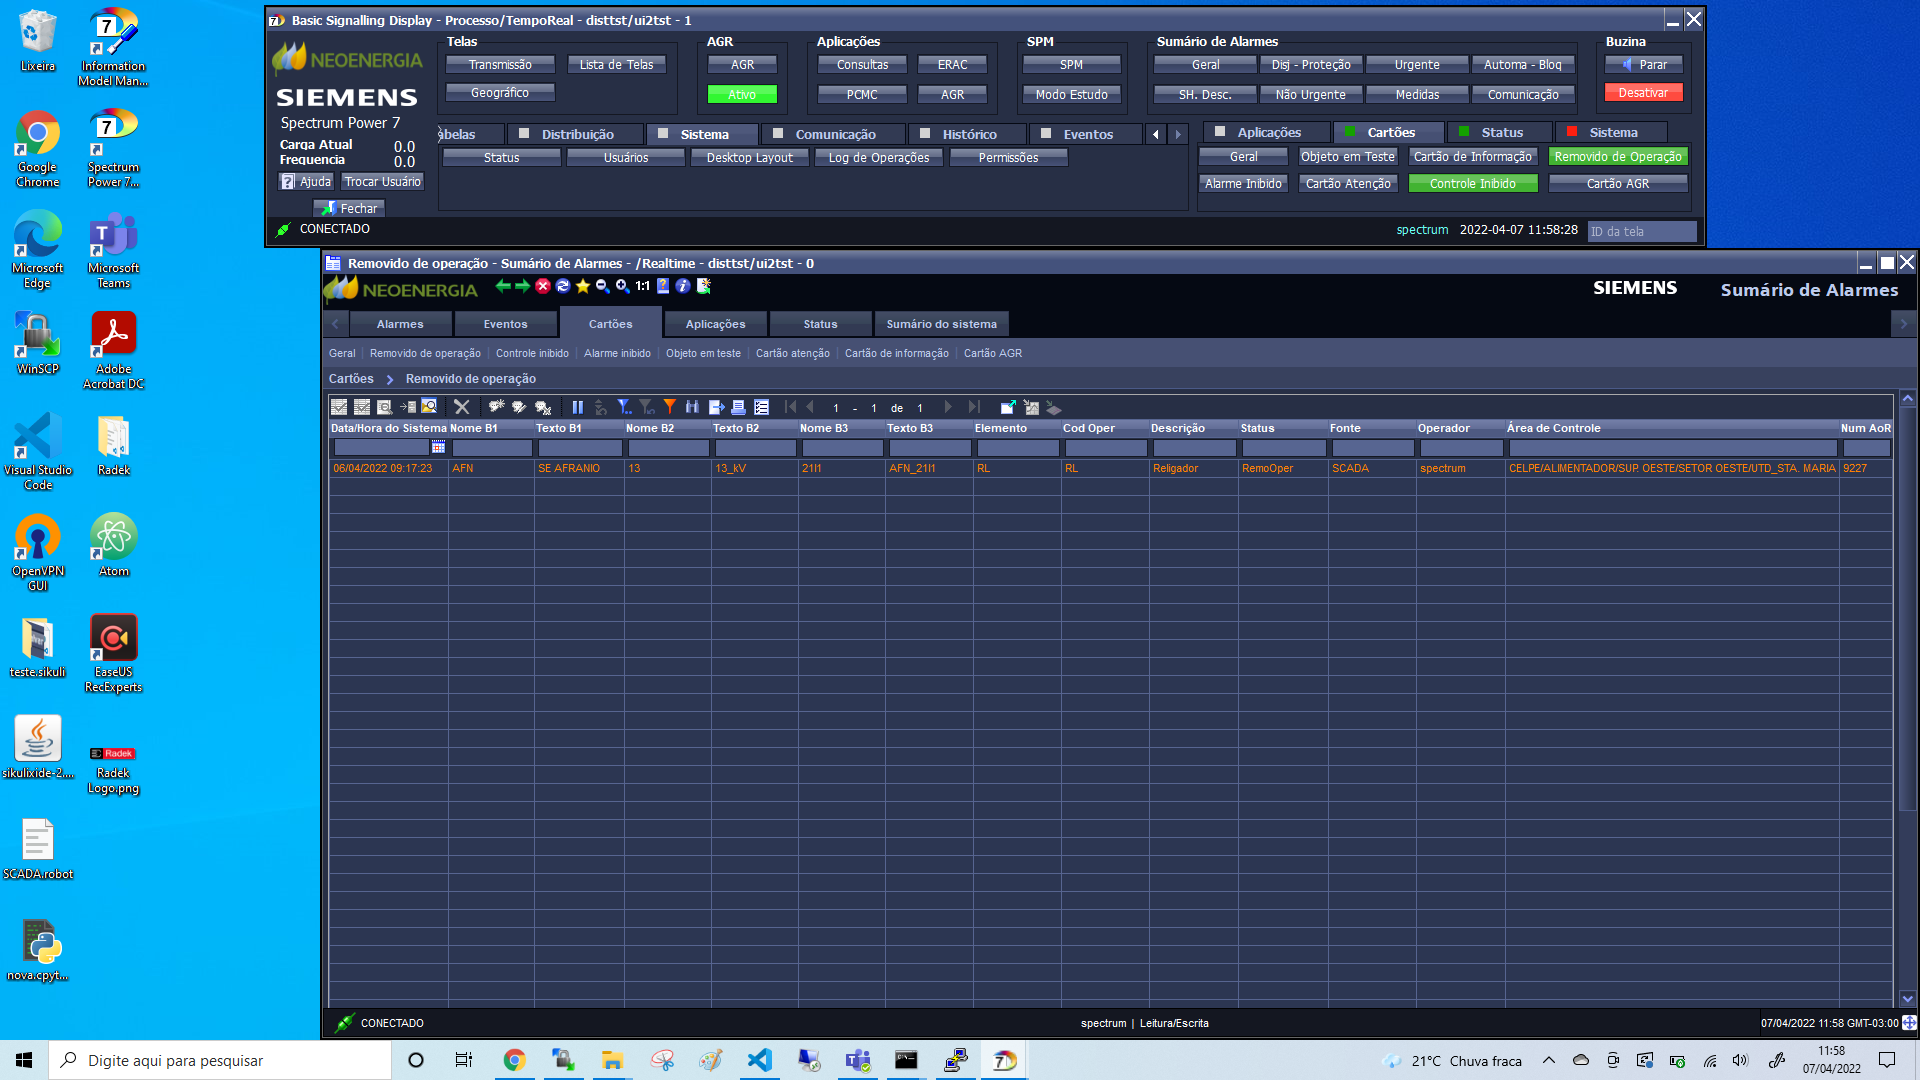 Lixeira
Information Model Man...
Google Chrome
Spectrum Power 7...
Microsoft Edge
Microsoft Teams
WinSCP
Adobe Acrobat DC
Visual Studio Code
Radek
OpenVPN GUI
Atom
teste.sikuli
EaseUS RecExperts
sikulixide-2....
Radek Logo.png
SCADA.robot
nova.cpyt...
Basic Signalling Display - Processo/TempoReal - disttst/ui2tst - 1
NEOENERGIA
SIEMENS
Spectrum Power 7
Carga Atual 0.0
Frequencia 0.0
Ajuda Trocar Usuário
Fechar
Telas
Transmissão Lista de Telas
Geográfico
AGR
AGR
Ativo
Aplicações
Consultas ERAC
PCMC AGR
SPM
SPM
Modo Estudo
Sumário de Alarmes
Geral Disj - Proteção Urgente Automa - Bloq
SH. Desc. Não Urgente Medidas Comunicação
Buzina
Parar
Desativar
abelas Distribuição Sistema Comunicação Histórico Eventos
Status Usuários Desktop Layout Log de Operações Permissões
Aplicações Cartões Status Sistema
Geral Objeto em Teste Cartão de Informação Removido de Operação
Alarme Inibido Cartão Atenção Controle Inibido Cartão AGR
CONECTADO
spectrum 2022-04-07 11:58:28 ID da tela
Removido de operação - Sumário de Alarmes - /Realtime - disttst/ui2tst - 0
NEOENERGIA
1:1
SIEMENS Sumário de Alarmes
Alarmes Eventos Cartões Aplicações Status Sumário do sistema
Geral Removido de operação Controle inibido Alarme inibido Objeto em teste Cartão atenção Cartão de informação Cartão AGR
Cartões Removido de operação
1 - 1 de 1
Data/Hora do Sistema Nome B1 Texto B1 Nome B2 Texto B2 Nome B3 Texto B3 Elemento Cod Oper Descrição Status Fonte Operador Área de Controle Num AoR
06/04/2022 09:17:23 AFN SE AFRANIO 13 13_kV 21I1 AFN_21I1 RL RL Religador RemoOper SCADA spectrum CELPE/ALIMENTADOR/SUP. OESTE/SETOR OESTE/UTD_STA. MARIA 9227
CONECTADO
spectrum | Leitura/Escrita
07/04/2022 11:58 GMT-03:00
Digite aqui para pesquisar
21°C Chuva fraca
11:58
07/04/2022